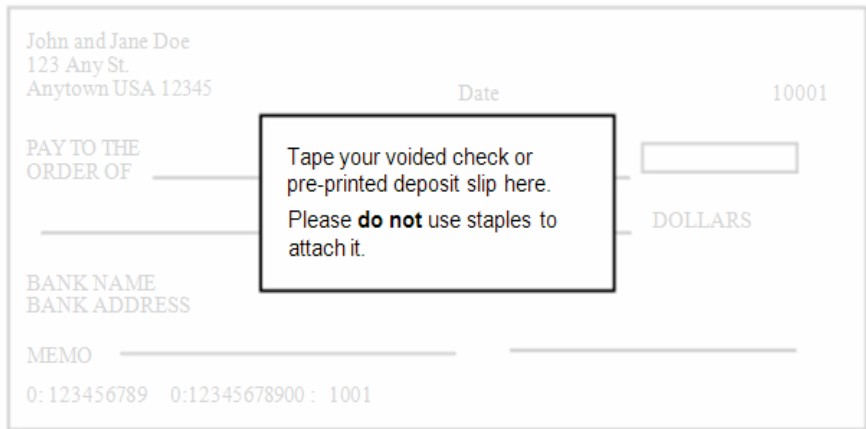 John and Jane Doe
123 Any St.
Anytown USA 12345
Date
10001
PAY TO THE
ORDER OF
Tape your voided check or
pre-printed deposit slip here.
Please do not use staples to
attach it.
DOLLARS
BANK NAME
BANK ADDRESS
MEMO
0: 123456789 0:12345678900 : 1001